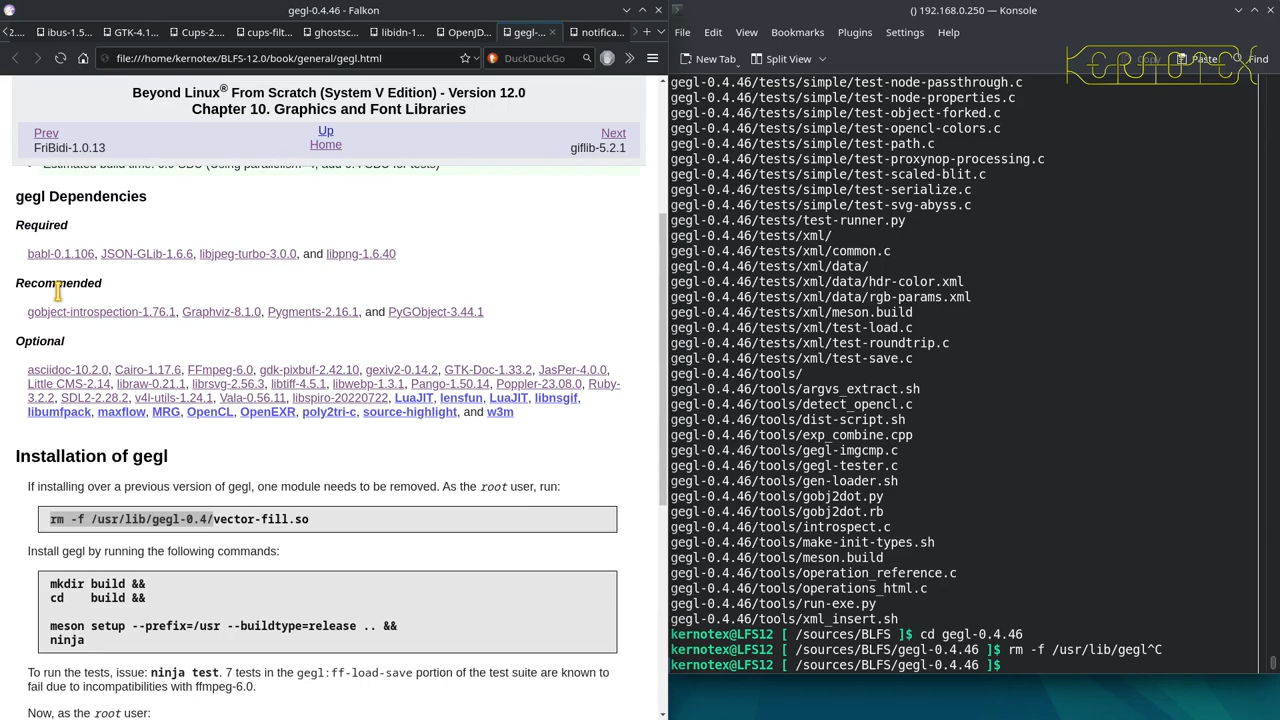 gegl-0.4.46 - Falkon
() 192.168.0.250 — Konsole
2....
ibus-1.5...
GTK-4.1...
Cups-2....
cups-filt...
ghostsc...
libidn-1...
OpenJD...
gegl-...
notifica...
file:///home/kernotex/BLFS-12.0/book/general/gegl.html
DuckDuckGo
Beyond Linux® From Scratch (System V Edition) - Version 12.0
Chapter 10. Graphics and Font Libraries
Prev
Up
Next
FriBidi-1.0.13
Home
giflib-5.2.1
gegl Dependencies
Required
babl-0.1.106, JSON-GLib-1.6.6, libjpeg-turbo-3.0.0, and libpng-1.6.40
Recommended
gobject-introspection-1.76.1, Graphviz-8.1.0, Pygments-2.16.1, and PyGObject-3.44.1
Optional
asciidoc-10.2.0, Cairo-1.17.6, FFmpeg-6.0, gdk-pixbuf-2.42.10, gexiv2-0.14.2, GTK-Doc-1.33.2, JasPer-4.0.0,
Little CMS-2.14, libraw-0.21.1, librsvg-2.56.3, libtiff-4.5.1, libwebp-1.3.1, Pango-1.50.14, Poppler-23.08.0, Ruby-
3.2.2, SDL2-2.28.2, v4l-utils-1.24.1, Vala-0.56.11, libspiro-20220722, LuaJIT, lensfun, LuaJIT, libnsgif,
libumfpack, maxflow, MRG, OpenCL, OpenEXR, poly2tri-c, source-highlight, and w3m
Installation of gegl
If installing over a previous version of gegl, one module needs to be removed. As the root user, run:
rm -f /usr/lib/gegl-0.4/vector-fill.so
Install gegl by running the following commands:
mkdir build &&
cd    build &&
meson setup --prefix=/usr --buildtype=release .. &&
ninja
To run the tests, issue: ninja test. 7 tests in the gegl:ff-load-save portion of the test suite are known to
fail due to incompatibilities with ffmpeg-6.0.
Now, as the root user:
File Edit View Bookmarks Plugins Settings Help
New Tab
Split View
Copy
Paste
Find
KERNOTEX
gegl-0.4.46/tests/simple/test-node-passthrough.c
gegl-0.4.46/tests/simple/test-node-properties.c
gegl-0.4.46/tests/simple/test-object-forked.c
gegl-0.4.46/tests/simple/test-opencl-colors.c
gegl-0.4.46/tests/simple/test-path.c
gegl-0.4.46/tests/simple/test-proxynop-processing.c
gegl-0.4.46/tests/simple/test-scaled-blit.c
gegl-0.4.46/tests/simple/test-serialize.c
gegl-0.4.46/tests/simple/test-svg-abyss.c
gegl-0.4.46/tests/test-runner.py
gegl-0.4.46/tests/xml/
gegl-0.4.46/tests/xml/common.c
gegl-0.4.46/tests/xml/data/
gegl-0.4.46/tests/xml/data/hdr-color.xml
gegl-0.4.46/tests/xml/data/rgb-params.xml
gegl-0.4.46/tests/xml/meson.build
gegl-0.4.46/tests/xml/test-load.c
gegl-0.4.46/tests/xml/test-roundtrip.c
gegl-0.4.46/tests/xml/test-save.c
gegl-0.4.46/tools/
gegl-0.4.46/tools/argvs_extract.sh
gegl-0.4.46/tools/detect_opencl.c
gegl-0.4.46/tools/dist-script.sh
gegl-0.4.46/tools/exp_combine.cpp
gegl-0.4.46/tools/gegl-imgcmp.c
gegl-0.4.46/tools/gegl-tester.c
gegl-0.4.46/tools/gen-loader.sh
gegl-0.4.46/tools/gobj2dot.py
gegl-0.4.46/tools/gobj2dot.rb
gegl-0.4.46/tools/introspect.c
gegl-0.4.46/tools/make-init-types.sh
gegl-0.4.46/tools/meson.build
gegl-0.4.46/tools/operation_reference.c
gegl-0.4.46/tools/operations_html.c
gegl-0.4.46/tools/run-exe.py
gegl-0.4.46/tools/xml_insert.sh
kernotex@LFS12 [ /sources/BLFS ]$ cd gegl-0.4.46
kernotex@LFS12 [ /sources/BLFS/gegl-0.4.46 ]$ rm -f /usr/lib/gegl^C
kernotex@LFS12 [ /sources/BLFS/gegl-0.4.46 ]$